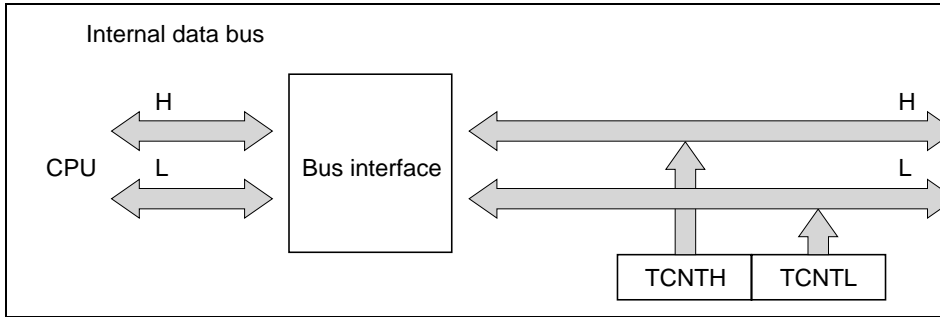 Internal data bus
H
H
CPU
L
Bus interface
L
TCNTH
TCNTL